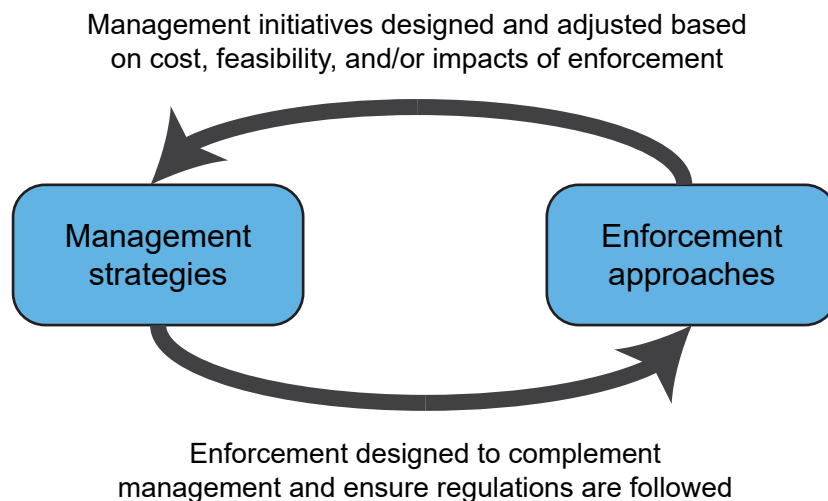 Management initiatives designed and adjusted based
on cost, feasibility, and/or impacts of enforcement
Management
strategies
Enforcement
approaches
Enforcement designed to complement
management and ensure regulations are followed